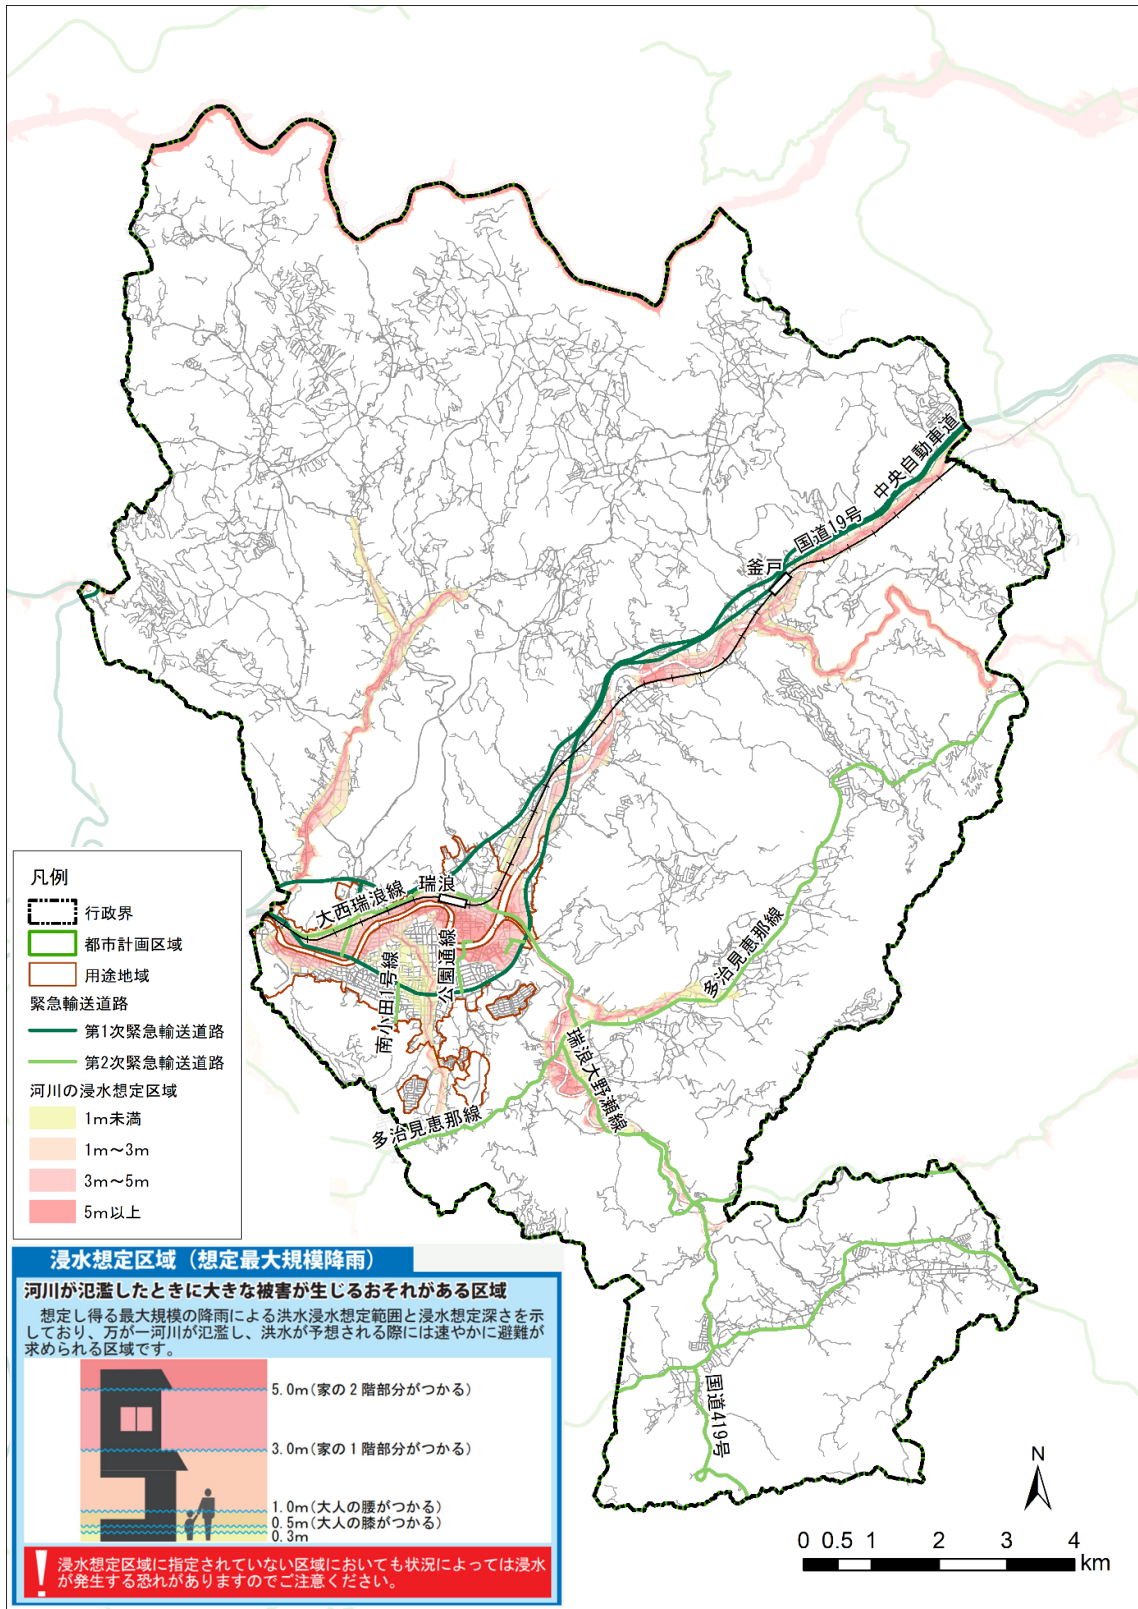 中央自動車道
国道19号
釜戸
瑞浪
大西瑞浪線
公園通線
南小田1号線
多治見恵那線
瑞浪大野瀬線
多治見恵那線
国道419号
凡例
行政界
都市計画区域
用途地域
緊急輸送道路
第1次緊急輸送道路
第2次緊急輸送道路
河川の浸水想定区域
1m未満
1m~3m
3m~5m
5m以上
浸水想定区域(想定最大規模降雨)
河川が氾濫したときに大きな被害が生じるおそれがある区域
想定し得る最大規模の降雨による洪水浸水想定範囲と浸水想定深さを示
しており、万が一河川が氾濫し、洪水が予想される際には速やかに避難が
求められる区域です。
5.0m(家の2階部分がつかる)
3.0m(家の1階部分がつかる)
1.0m(大人の腰がつかる)
0.5m(大人の膝がつかる)
0.3m
! 浸水想定区域に指定されていない区域においても状況によっては浸水
が発生する恐れがありますのでご注意ください。
N
0 0.5 1 2 3 4
km